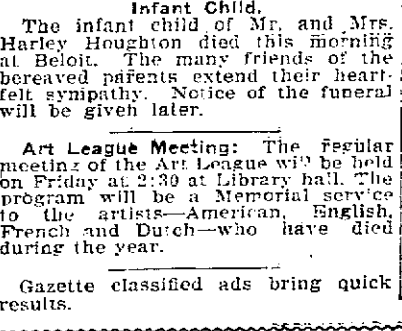 Infant Child.
The infant child of Mr. and Mrs.
Harley Houghton died this morning
at Beloit. The many friends of the
bereaved parents extend their heart-
felt sympathy. Notice of the funeral
will be given later.
Art League Meeting: The regular
meeting of the Art League will be held
on Friday at 2:30 at Library hall. The
program will be a Memorial service
to the artists—American, English,
French and Dutch—who have died
during the year.
Gazette classified ads bring quick
results.